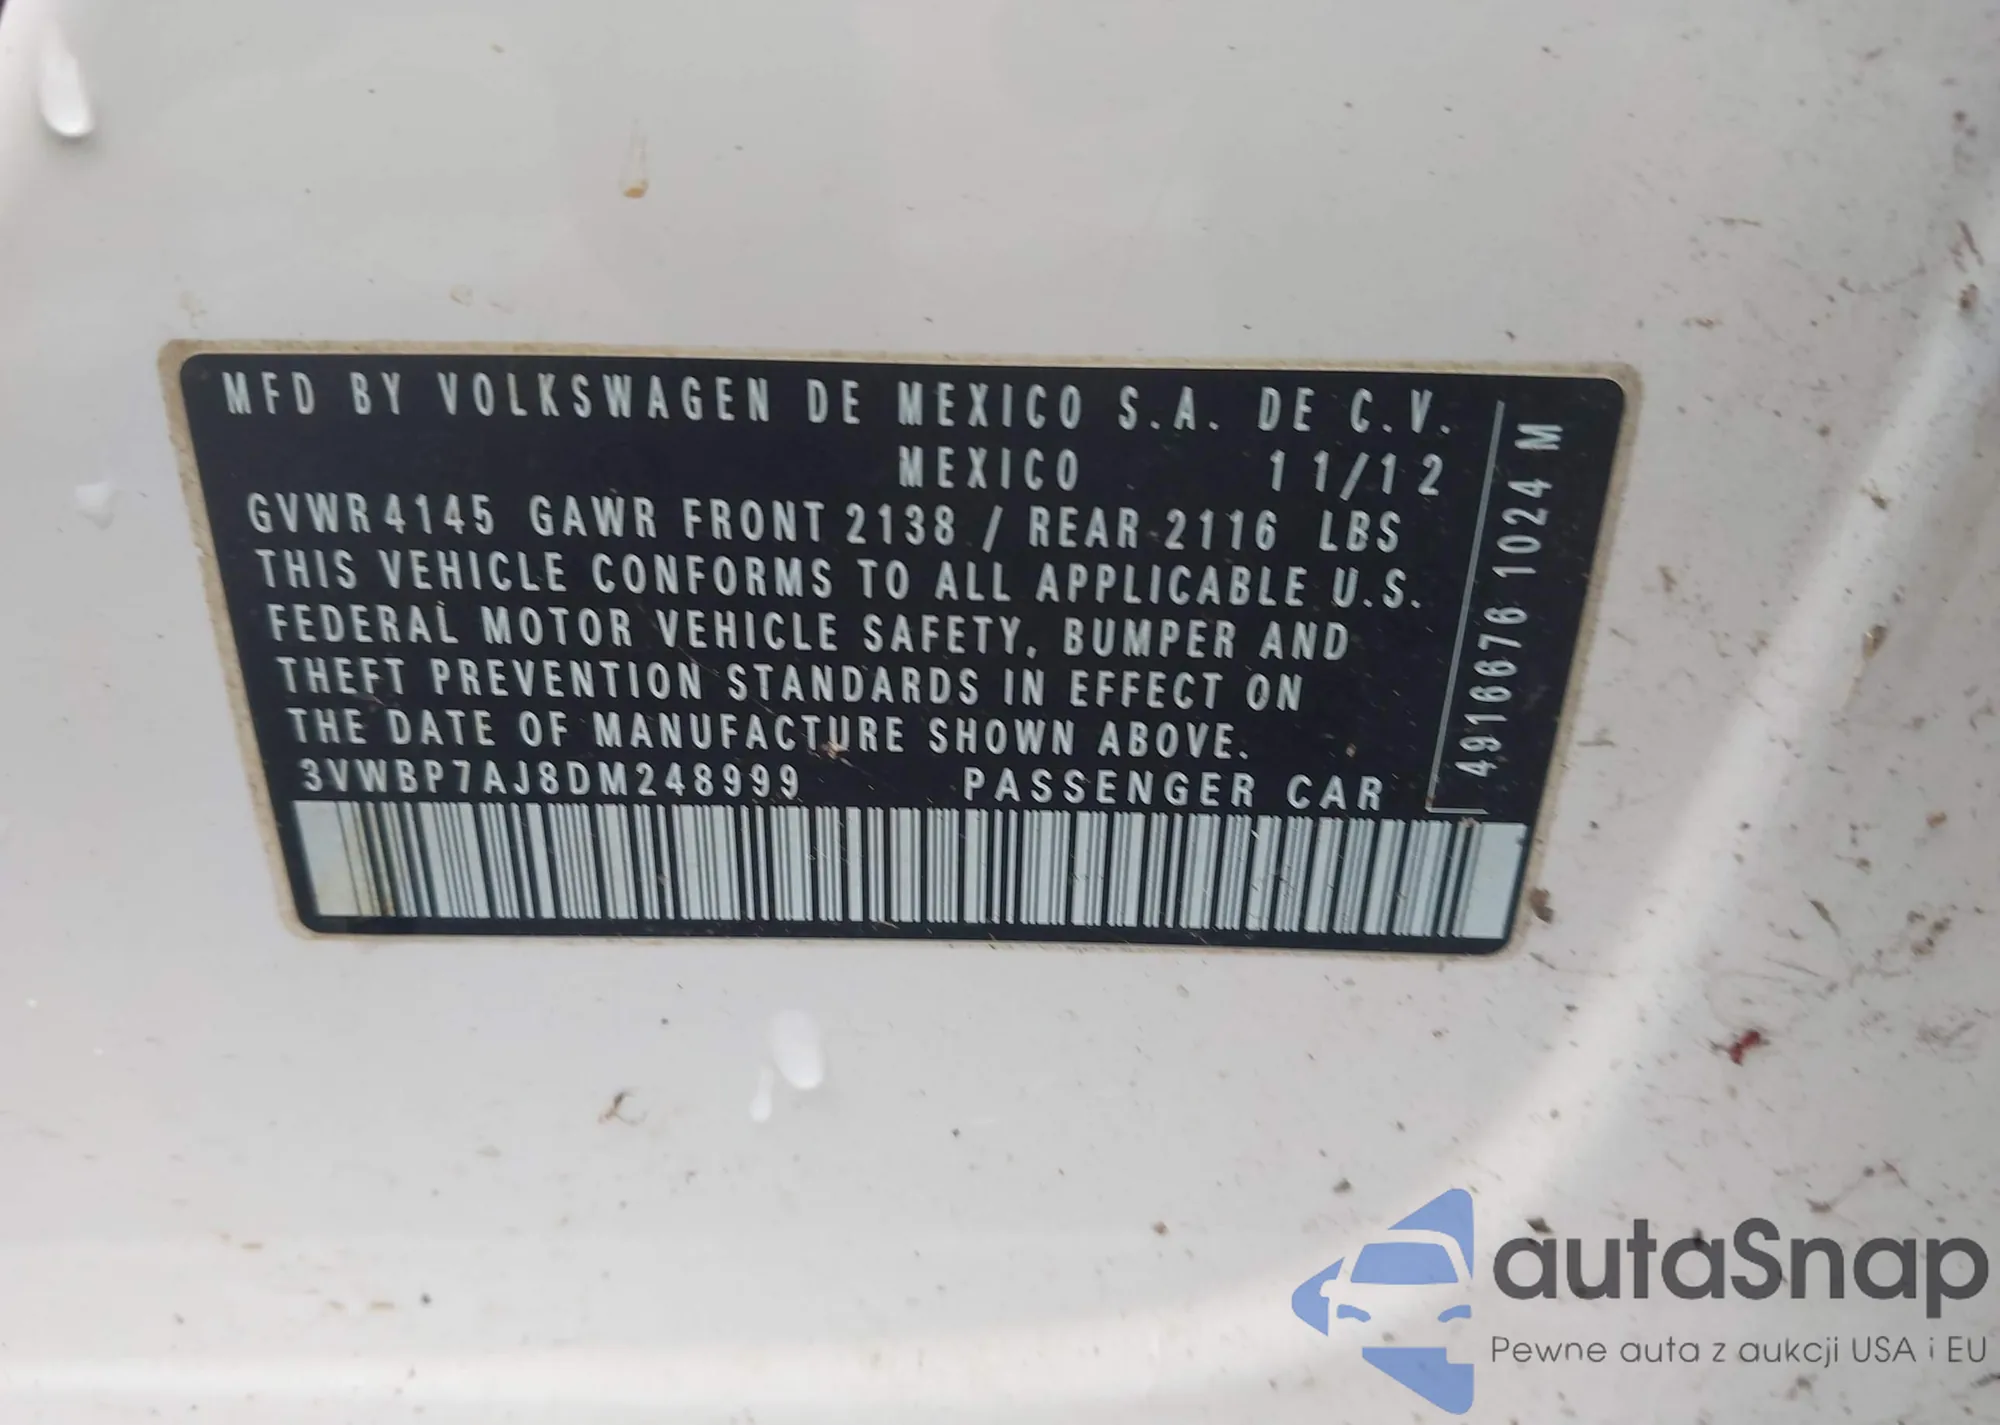 MFD BY VOLKSWAGEN DE MEXICO S.A. DE C.V.
MEXICO 11/12
GVWR 4145 GAWR FRONT 2138 / REAR 2116 LBS
THIS VEHICLE CONFORMS TO ALL APPLICABLE U.S.
FEDERAL MOTOR VEHICLE SAFETY, BUMPER AND
THEFT PREVENTION STANDARDS IN EFFECT ON
THE DATE OF MANUFACTURE SHOWN ABOVE.
3VWBP7AJ8DM248999 PASSENGER CAR
4916676 1024 M
autaSnap
Pewne auta z aukcji USA i EU